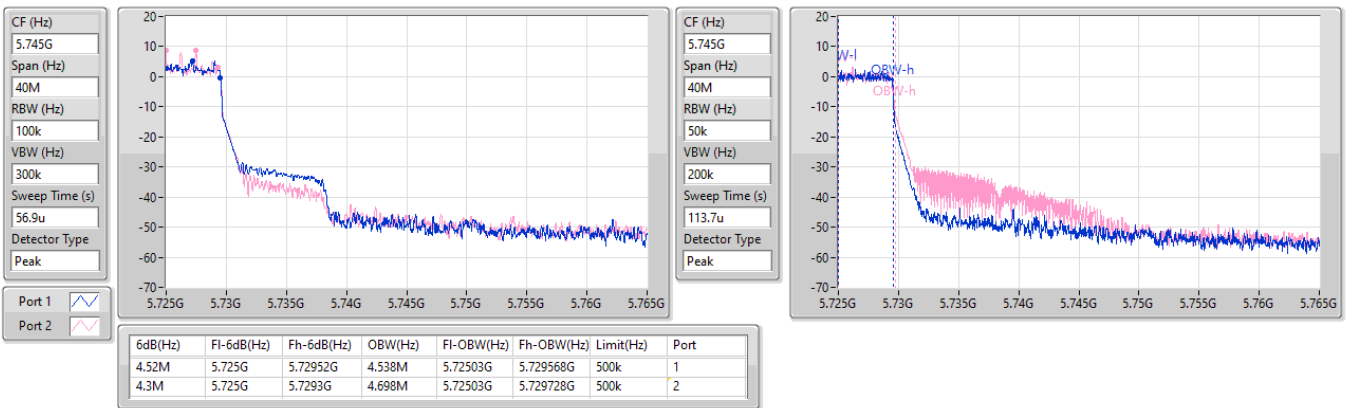 CF (Hz)
5.745G
Span (Hz)
40M
RBW (Hz)
100k
VBW (Hz)
300k
Sweep Time (s)
56.9u
Detector Type
Peak
Port 1
Port 2
20
10
0
-10
-20
-30
-40
-50
-60
-70
5.725G 5.73G 5.735G 5.74G 5.745G 5.75G 5.755G 5.76G 5.765G
CF (Hz)
5.745G
Span (Hz)
40M
RBW (Hz)
50k
VBW (Hz)
200k
Sweep Time (s)
113.7u
Detector Type
Peak
20
10
0
-10
-20
-30
-40
-50
-60
-70
W-l
OBW-h
OBW-h
5.725G 5.73G 5.735G 5.74G 5.745G 5.75G 5.755G 5.76G 5.765G
6dB(Hz) Fl-6dB(Hz) Fh-6dB(Hz) OBW(Hz) Fl-OBW(Hz) Fh-OBW(Hz) Limit(Hz) Port
4.52M 5.725G 5.72952G 4.538M 5.72503G 5.729568G 500k 1
4.3M 5.725G 5.7293G 4.698M 5.72503G 5.729728G 500k 2